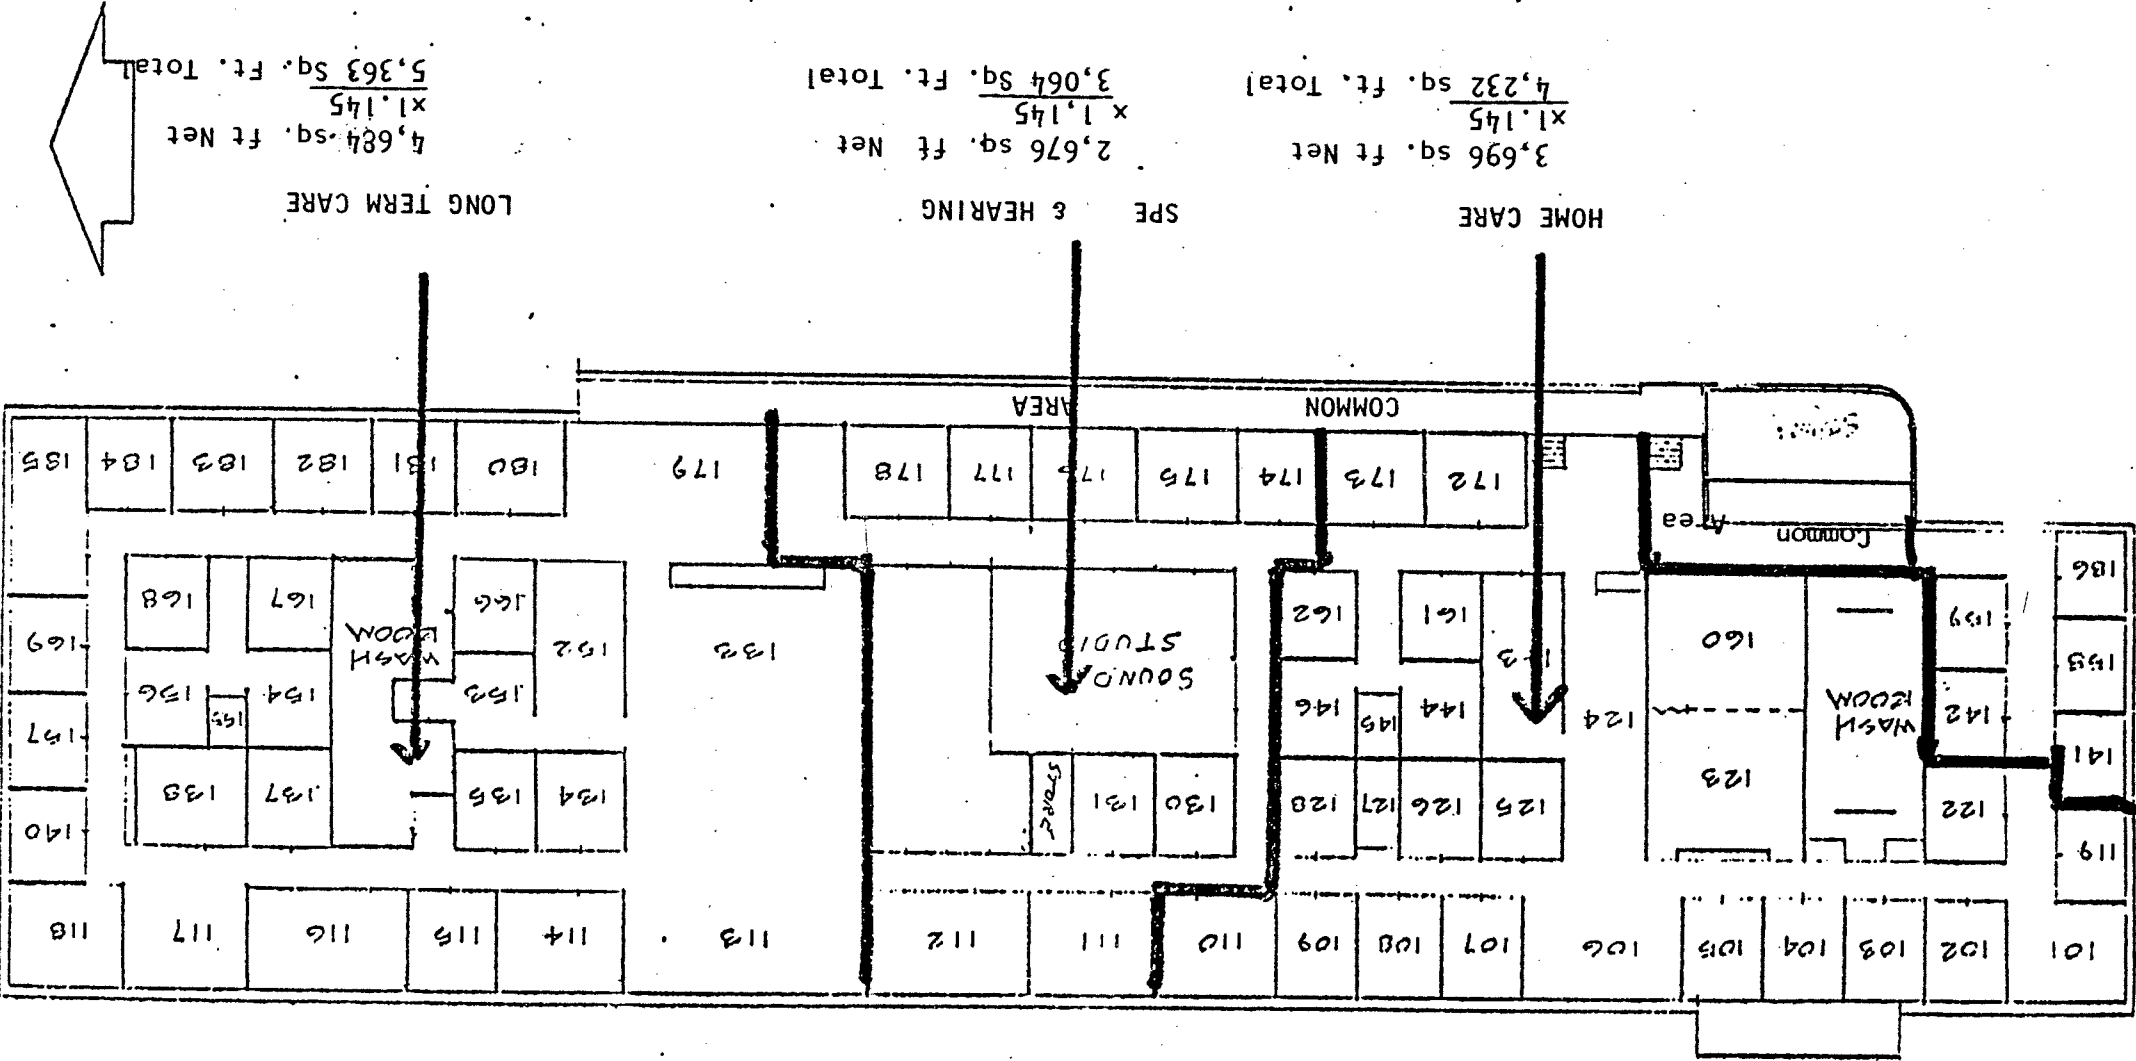 101 102 103 104 105 106 107 108 109 110 111 112 113 114 115 116 117 118
119 122 123 125 126 127 128 130 131 STORE 134 135 137 138 140
141 142 WASH 124 144 145 146 SOUND 153 154 155 156 157
ROOM STUDIO
158 159 160 161 162 152 166 WASH 167 168 169
ROOM
186 Common
Area
172 173 174 175 177 178 179 180 181 182 183 184 185
COMMON AREA
HOME CARE
3,696 sq. ft Net
x1.145
4,232 sq. ft. Total
SPE & HEARING
2,676 sq. ft Net
x 1,145
3,064 Sq. Ft. Total
LONG TERM CARE
4,684 sq. ft Net
x1.145
5,363 Sq. Ft. Total